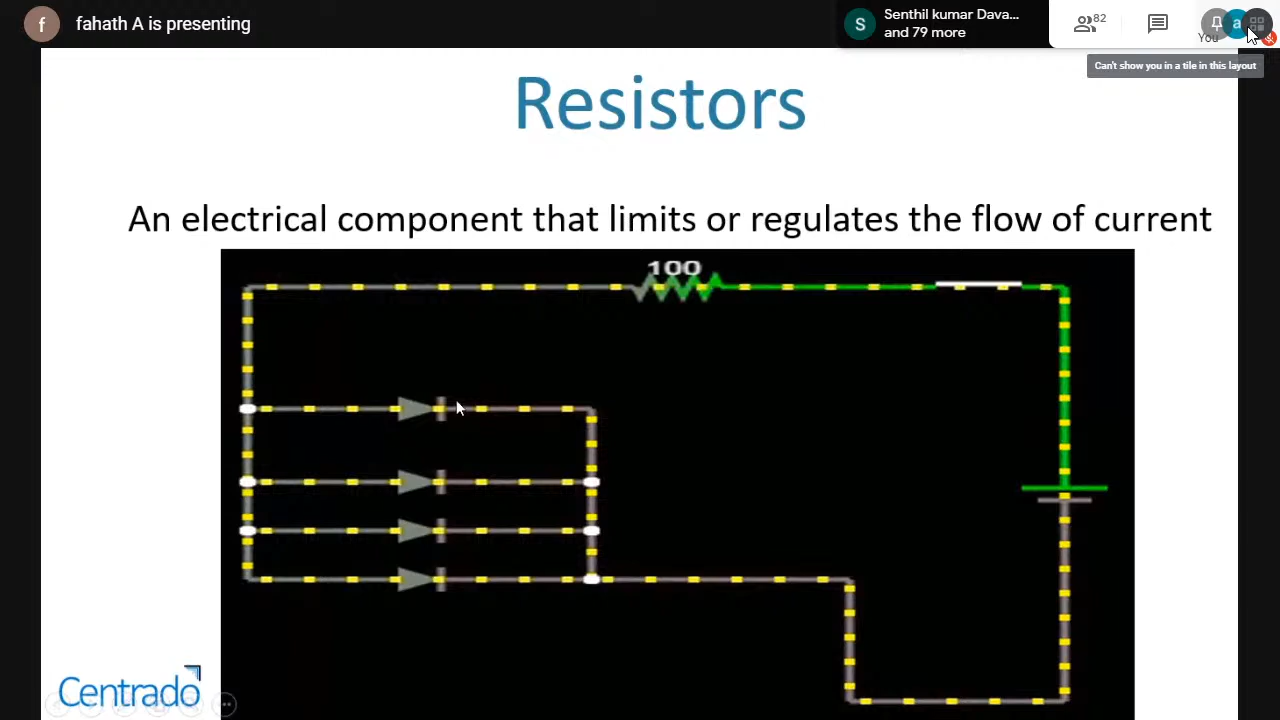 f fahath A is presenting
S Senthil kumar Dava...
and 79 more
82
a
You
Can't show you in a tile in this layout
Resistors
An electrical component that limits or regulates the flow of current
100
Centrado